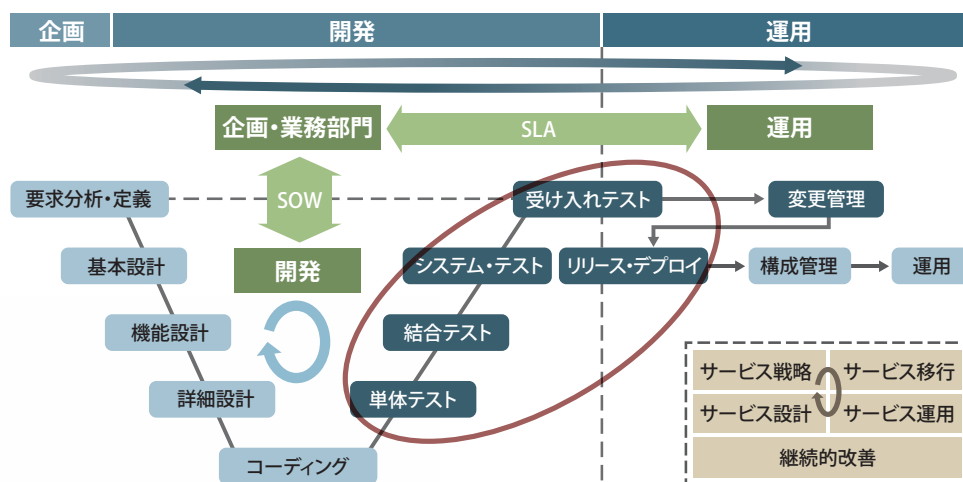 企画
開発
運用
企画・業務部門
SLA
運用
要求分析・定義
SOW
受け入れテスト
変更管理
基本設計
開発
システム・テスト
リリース・デプロイ
構成管理
運用
機能設計
結合テスト
詳細設計
単体テスト
コーディング
サービス戦略
サービス移行
サービス設計
サービス運用
継続的改善